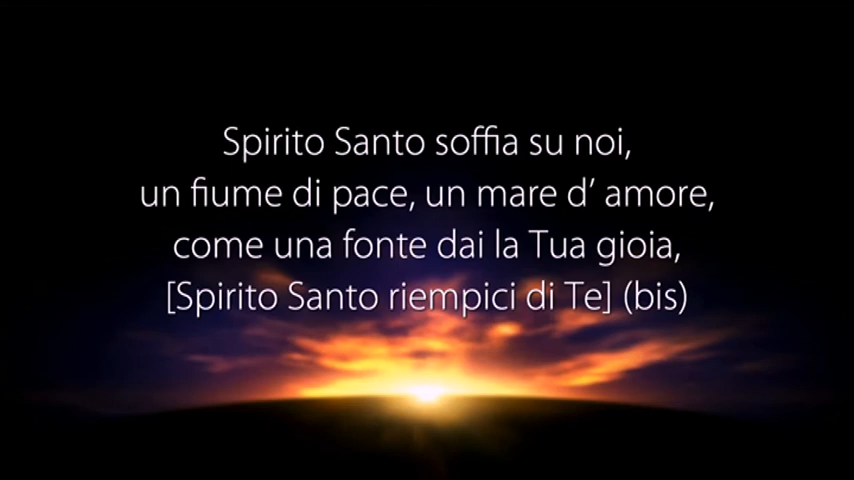 Spirito Santo soffia su noi,
un fiume di pace, un mare d’ amore,
come una fonte dai la Tua gioia,
[Spirito Santo riempici di Te] (bis)